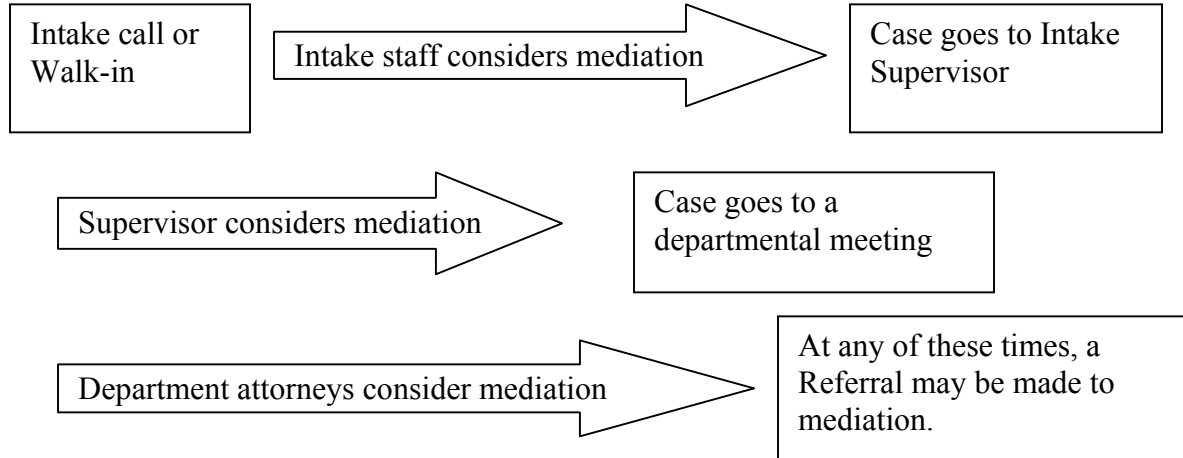 Intake call or
Walk-in
Intake staff considers mediation
Case goes to Intake
Supervisor
Supervisor considers mediation
Case goes to a
departmental meeting
Department attorneys consider mediation
At any of these times, a
Referral may be made to
mediation.